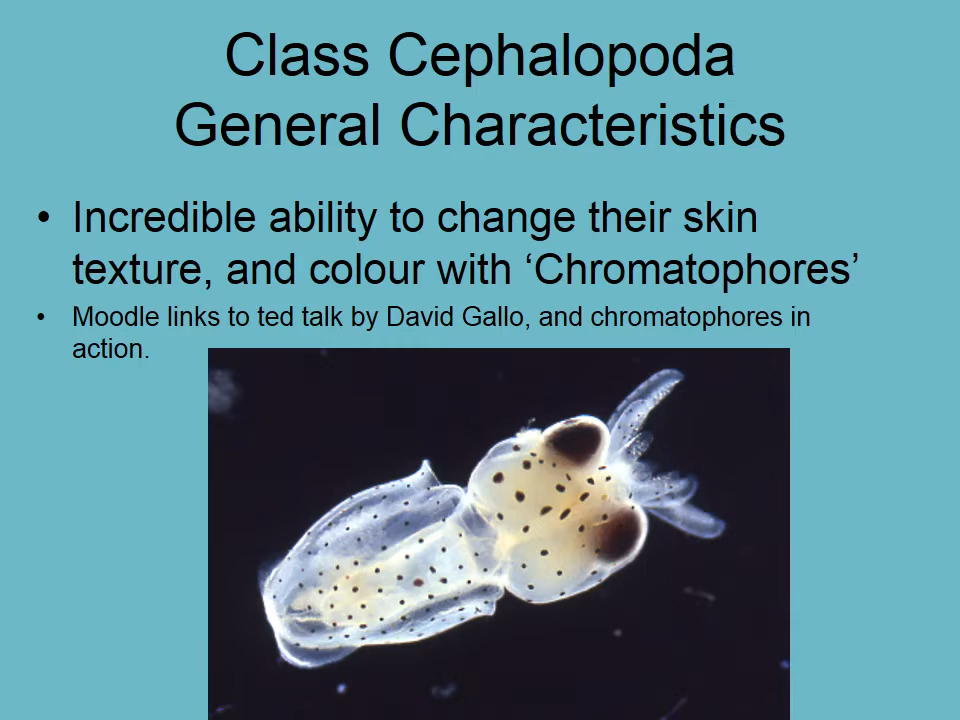 Class Cephalopoda
General Characteristics
• Incredible ability to change their skin
texture, and colour with ‘Chromatophores’
• Moodle links to ted talk by David Gallo, and chromatophores in
action.